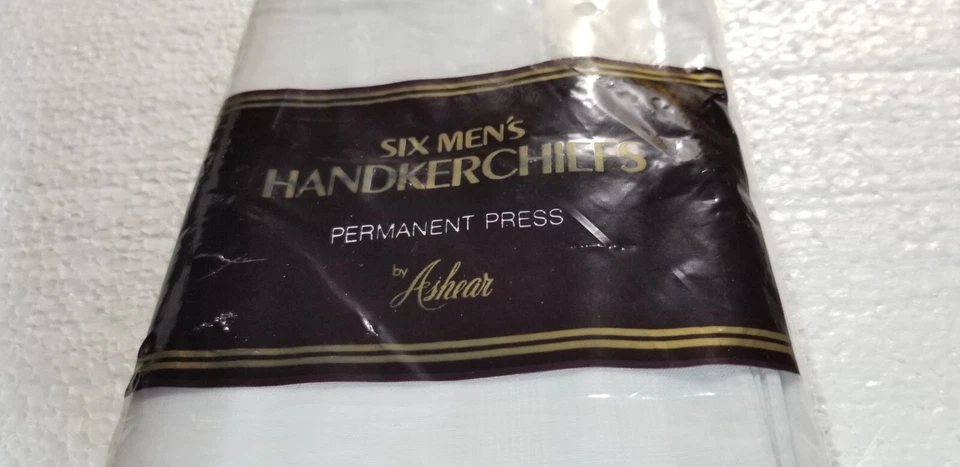 SIX MEN'S
HANDKERCHIEFS
PERMANENT PRESS
by Ashear